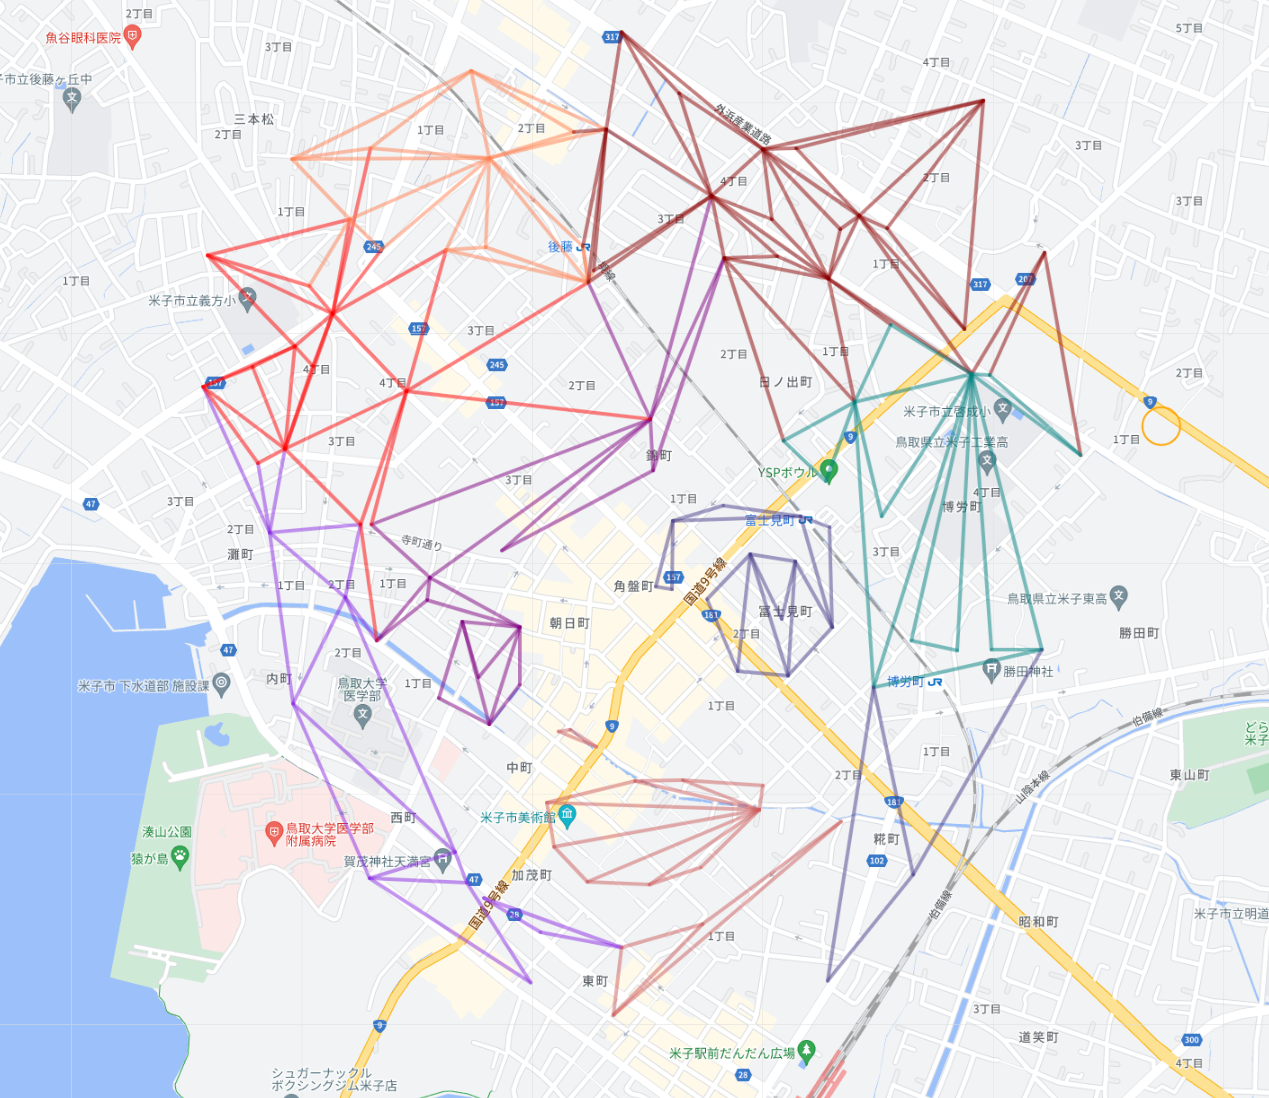 2丁目
魚谷眼科医院
317
5丁目
3丁目
4丁目
子市立後藤ヶ丘中
外浜産業道路
三本松
2丁目
1丁目
2丁目
3丁目
4丁目
2丁目
3丁目
3丁目
1丁目
245
後藤 JR
1丁目
1丁目
317
207
米子市立義方小
157
3丁目
2丁目
1丁目
245
4丁目
4丁目
2丁目
日ノ出町
2丁目
157
157
9
米子市立啓成小
9
1丁目
鳥取県立米子工業高
3丁目
錦町
YSPボウル
3丁目
4丁目
47
3丁目
1丁目
博労町
富士見町 JR
2丁目
灘町
寺町通り
3丁目
1丁目
2丁目
1丁目
角盤町
157
国道9号線
181
富士見町
鳥取県立米子東高
朝日町
2丁目
勝田町
47
2丁目
勝田神社
米子市 下水道部 施設課
内町
鳥取大学
医学部
1丁目
博労町 JR
1丁目
伯備線
9
どら
米子
1丁目
中町
2丁目
山陰本線
東山町
181
湊山公園
猿が島
鳥取大学医学部
附属病院
西町
米子市美術館
糀町
賀茂神社天満宮
102
47
加茂町
国道9号線
28
伯備線
昭和町
米子市立明道
1丁目
東町
3丁目
9
道笑町
300
米子駅前だんだん広場
4丁目
28
シュガーナックル
ボクシングジム米子店